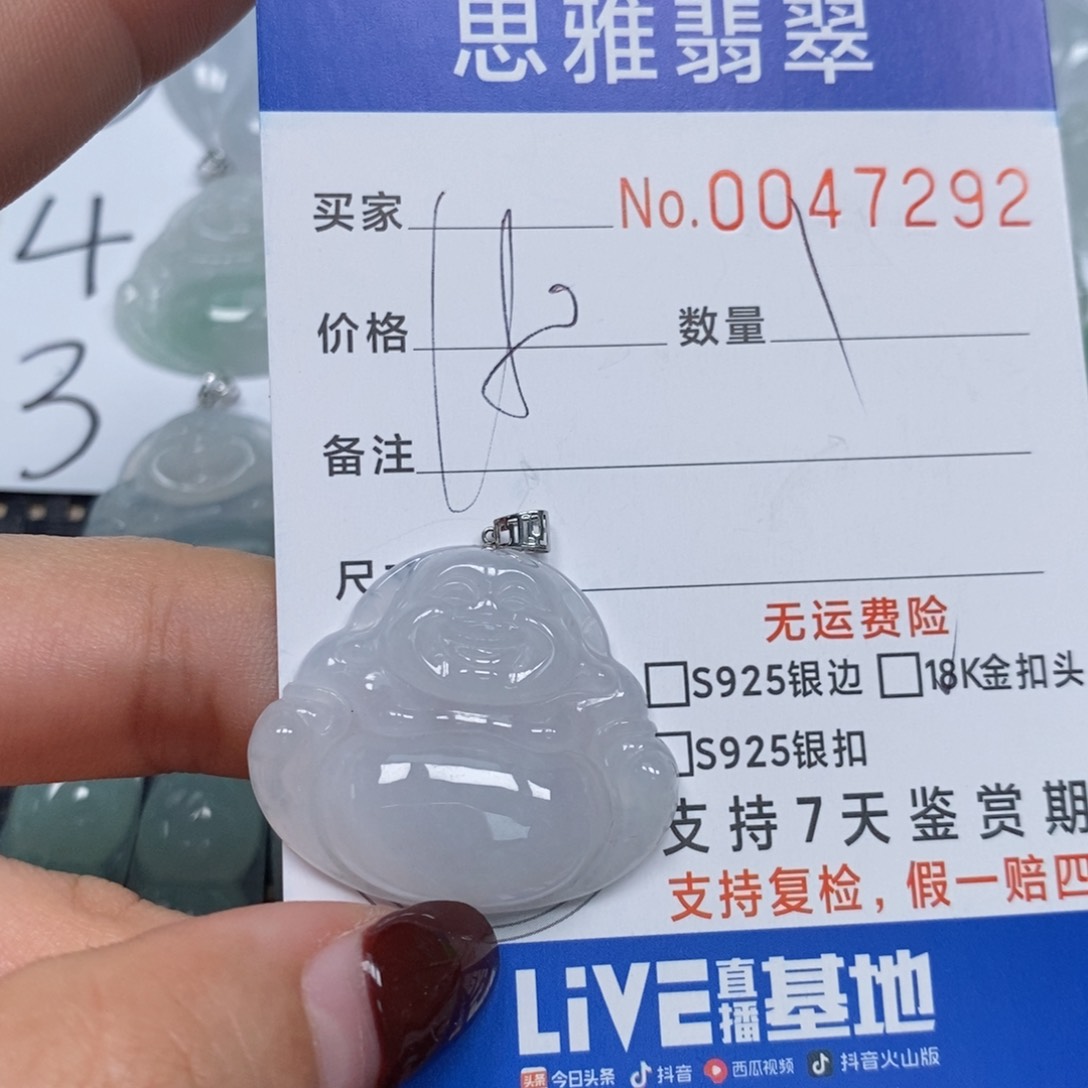 思雅翡翠
4
3
买家 No.0047292
价格 数量 1
备注
尺
无运费险
□S925银边 □18K金扣头
□S925银扣
支持7天鉴赏期
支持复检，假一赔四
LiVE直播基地
头条 今日头条 抖音 西瓜视频 抖音火山版